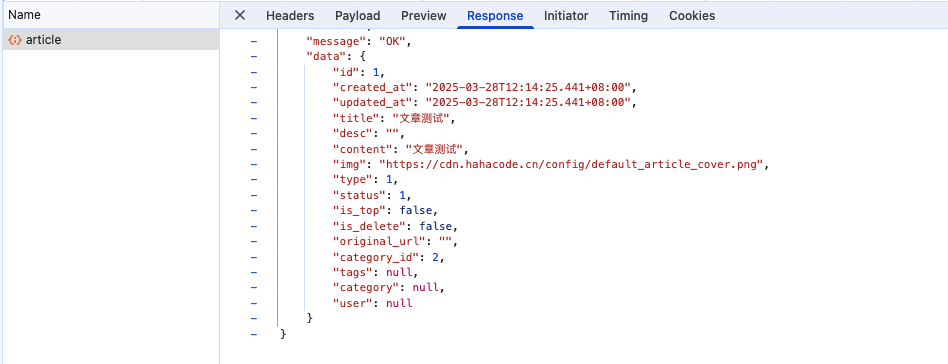 Name
Headers Payload Preview Response Initiator Timing Cookies
article
"message": "OK",
"data": {
"id": 1,
"created_at": "2025-03-28T12:14:25.441+08:00",
"updated_at": "2025-03-28T12:14:25.441+08:00",
"title": "文章测试",
"desc": "",
"content": "文章测试",
"img": "https://cdn.hahacode.cn/config/default_article_cover.png",
"type": 1,
"status": 1,
"is_top": false,
"is_delete": false,
"original_url": "",
"category_id": 2,
"tags": null,
"category": null,
"user": null
}
}